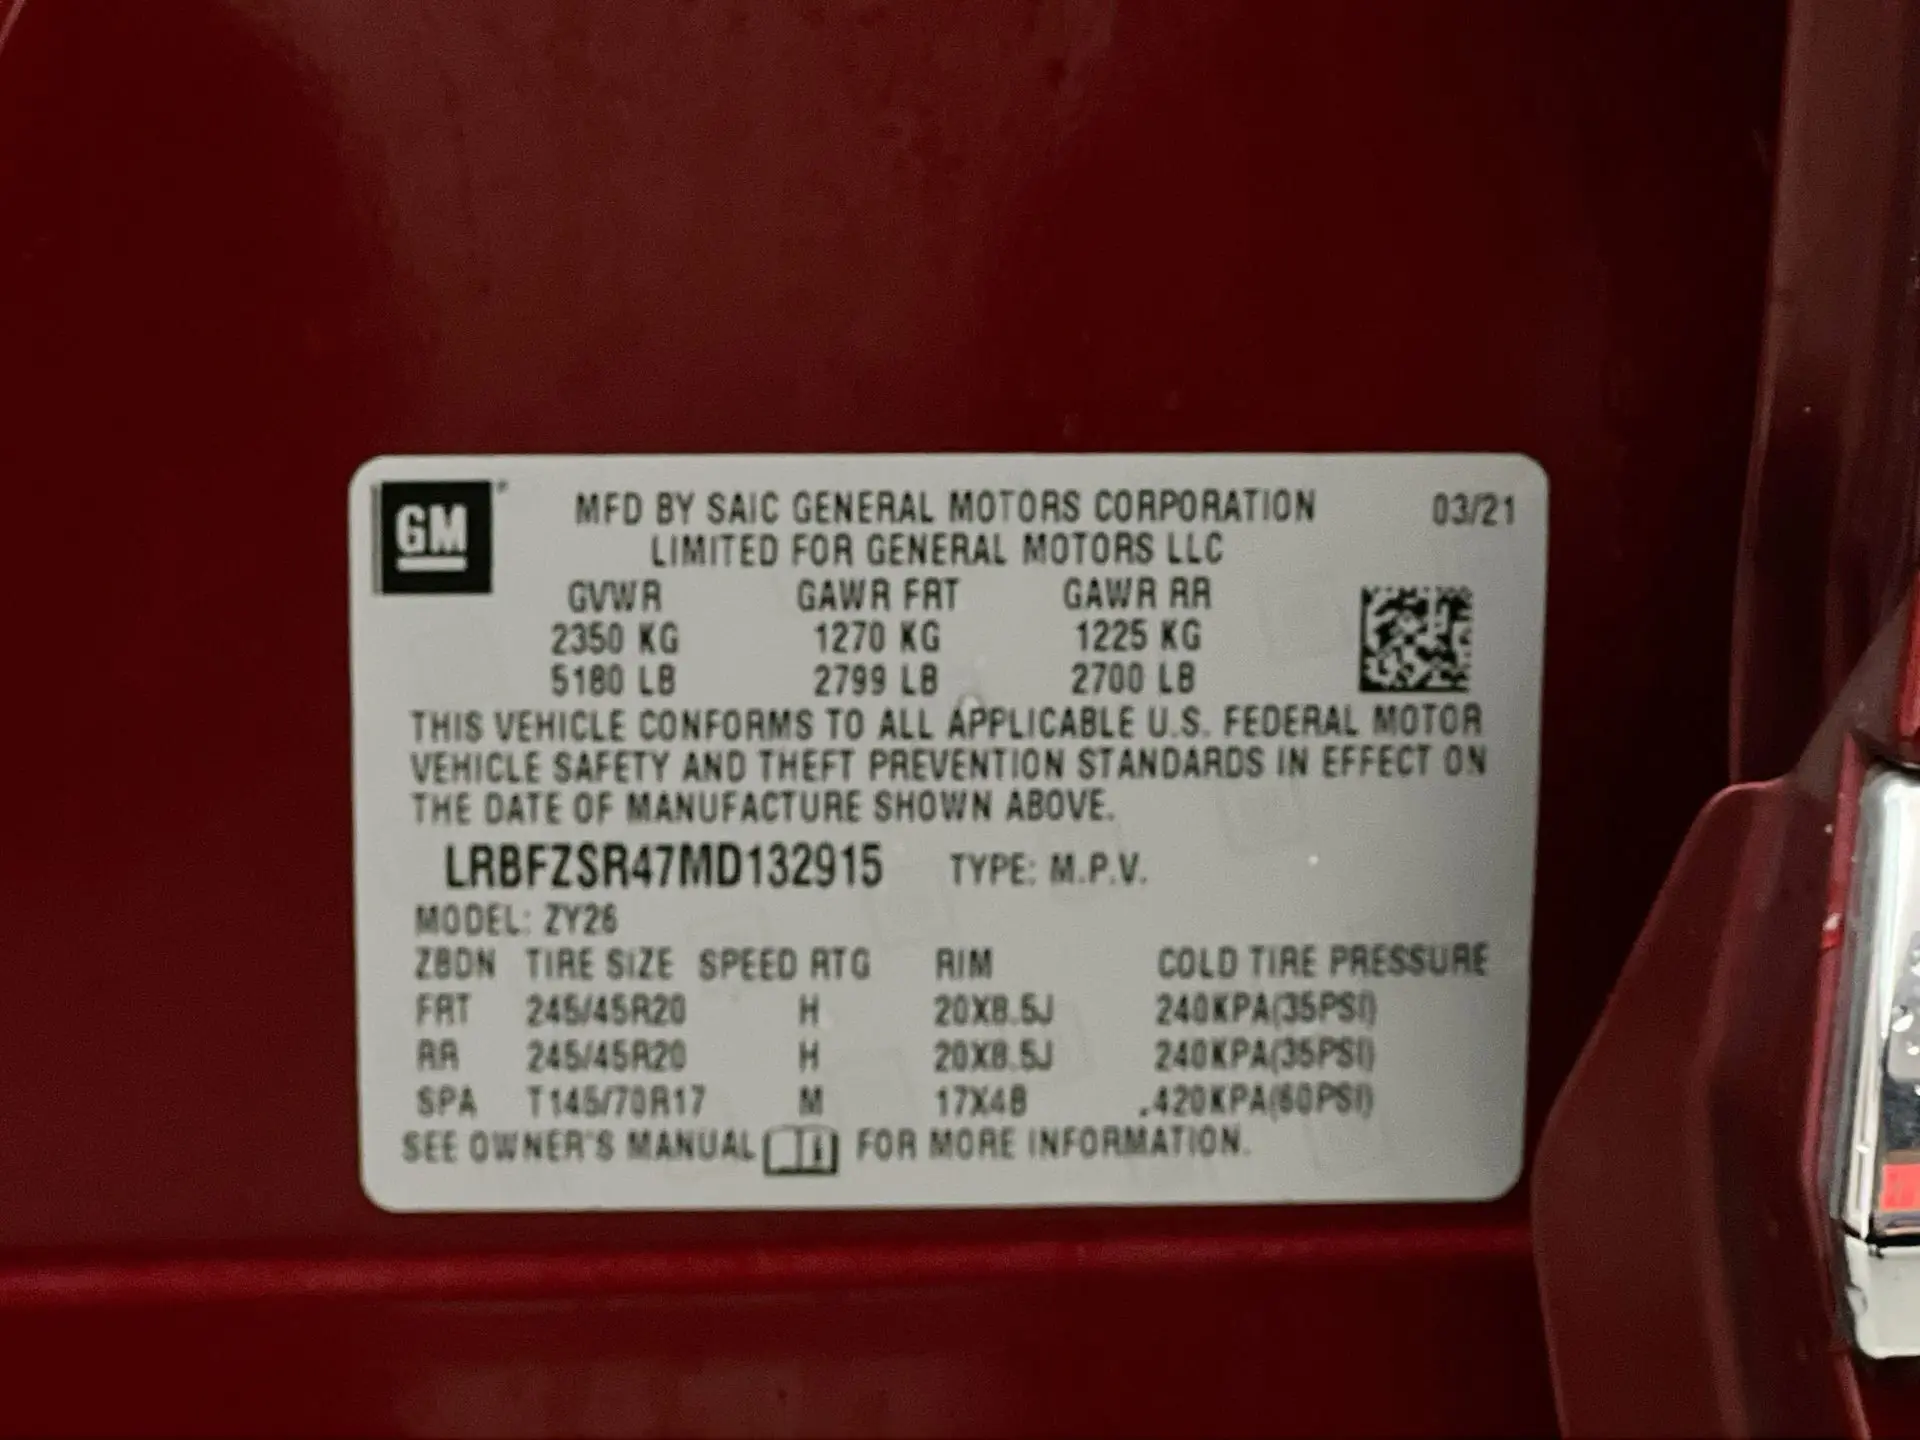 GM
MFD BY SAIC GENERAL MOTORS CORPORATION 03/21
LIMITED FOR GENERAL MOTORS LLC
GVWR GAWR FRT GAWR RR
2350 KG 1270 KG 1225 KG
5180 LB 2799 LB 2700 LB
THIS VEHICLE CONFORMS TO ALL APPLICABLE U.S. FEDERAL MOTOR
VEHICLE SAFETY AND THEFT PREVENTION STANDARDS IN EFFECT ON
THE DATE OF MANUFACTURE SHOWN ABOVE.
LRBFZSR47MD132915 TYPE: M.P.V.
MODEL: ZY26
ZBDN TIRE SIZE SPEED RTG RIM COLD TIRE PRESSURE
FRT 245/45R20 H 20X8.5J 240KPA(35PSI)
RR 245/45R20 H 20X8.5J 240KPA(35PSI)
SPA T145/70R17 M 17X4B 420KPA(60PSI)
SEE OWNER'S MANUAL FOR MORE INFORMATION.